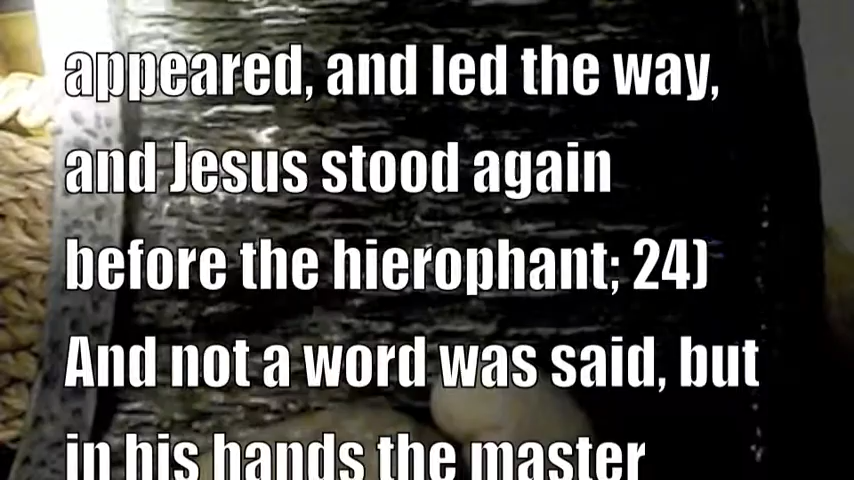 appeared, and led the way,
and Jesus stood again
before the hierophant; 24)
And not a word was said, but
in his hands the master